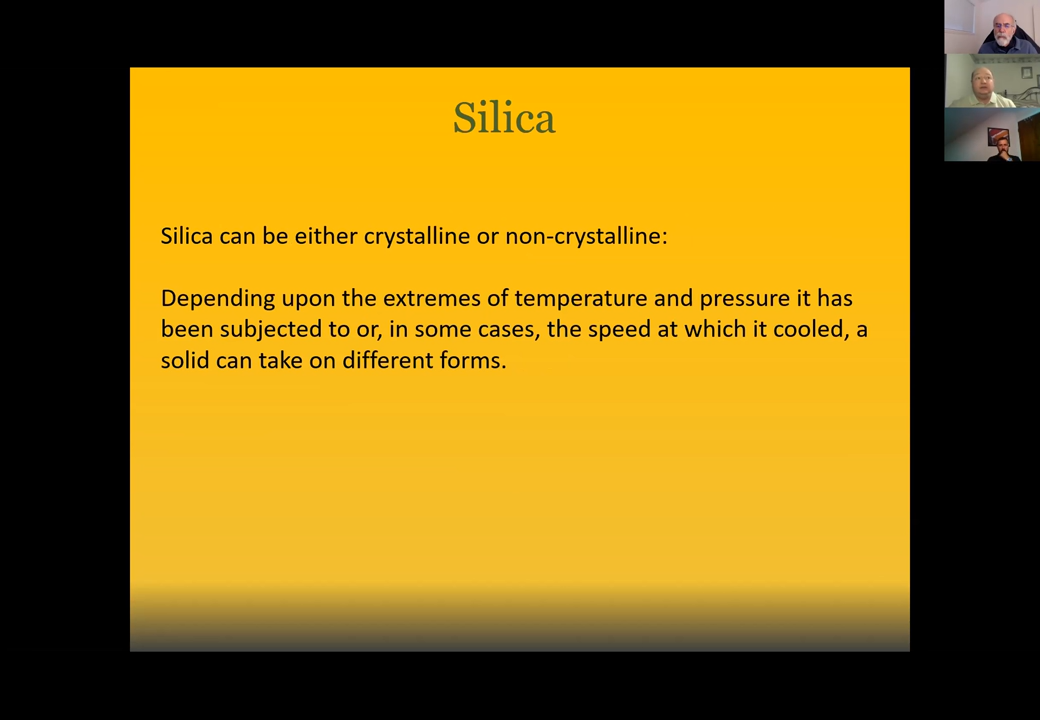 Silica
Silica can be either crystalline or non-crystalline:
Depending upon the extremes of temperature and pressure it has
been subjected to or, in some cases, the speed at which it cooled, a
solid can take on different forms.